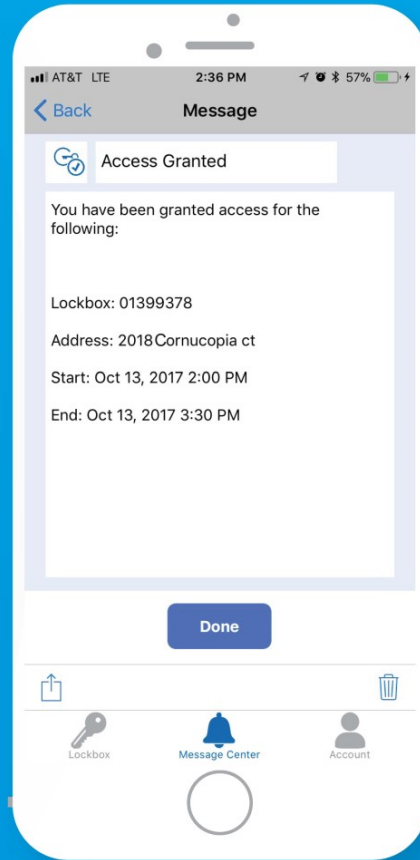 AT&T LTE 2:36 PM 57%
Back Message
Access Granted
You have been granted access for the
following:
Lockbox: 01399378
Address: 2018Cornucopia ct
Start: Oct 13, 2017 2:00 PM
End: Oct 13, 2017 3:30 PM
Done
Lockbox Message Center Account